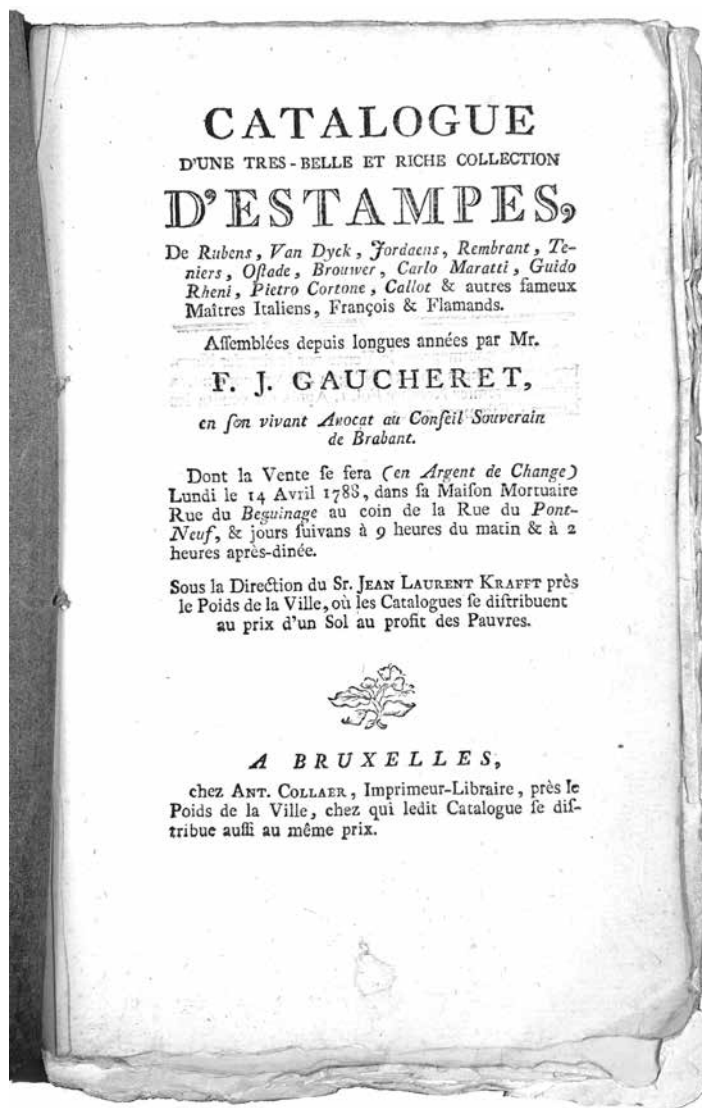 CATALOGUE
D'UNE TRES-BELLE ET RICHE COLLECTION
D'ESTAMPES,
De Rubens, Van Dyck, Jordaens, Rembrant, Te-
niers, Oſtade, Brouwer, Carlo Maratti, Guido
Rheni, Pietro Cortone, Callot & autres fameux
Maîtres Italiens, François & Flamands.
Aſſemblées depuis longues années par Mr.
F. J. GAUCHERET,
en ſon vivant Avocat au Conſeil Souverain
de Brabant.
Dont la Vente ſe fera (en Argent de Change)
Lundi le 14 Avril 1788, dans ſa Maiſon Mortuaire
Rue du Beguinage au coin de la Rue du Pont-
Neuf, & jours ſuivans à 9 heures du matin & à 2
heures après-dinée.
Sous la Direction du Sr. JEAN LAURENT KRAFFT près
le Poids de la Ville, où les Catalogues ſe diſtribuent
au prix d'un Sol au profit des Pauvres.
A BRUXELLES,
chez ANT. COLLAER, Imprimeur-Libraire, près le
Poids de la Ville, chez qui ledit Catalogue ſe diſ-
tribue auſſi au même prix.